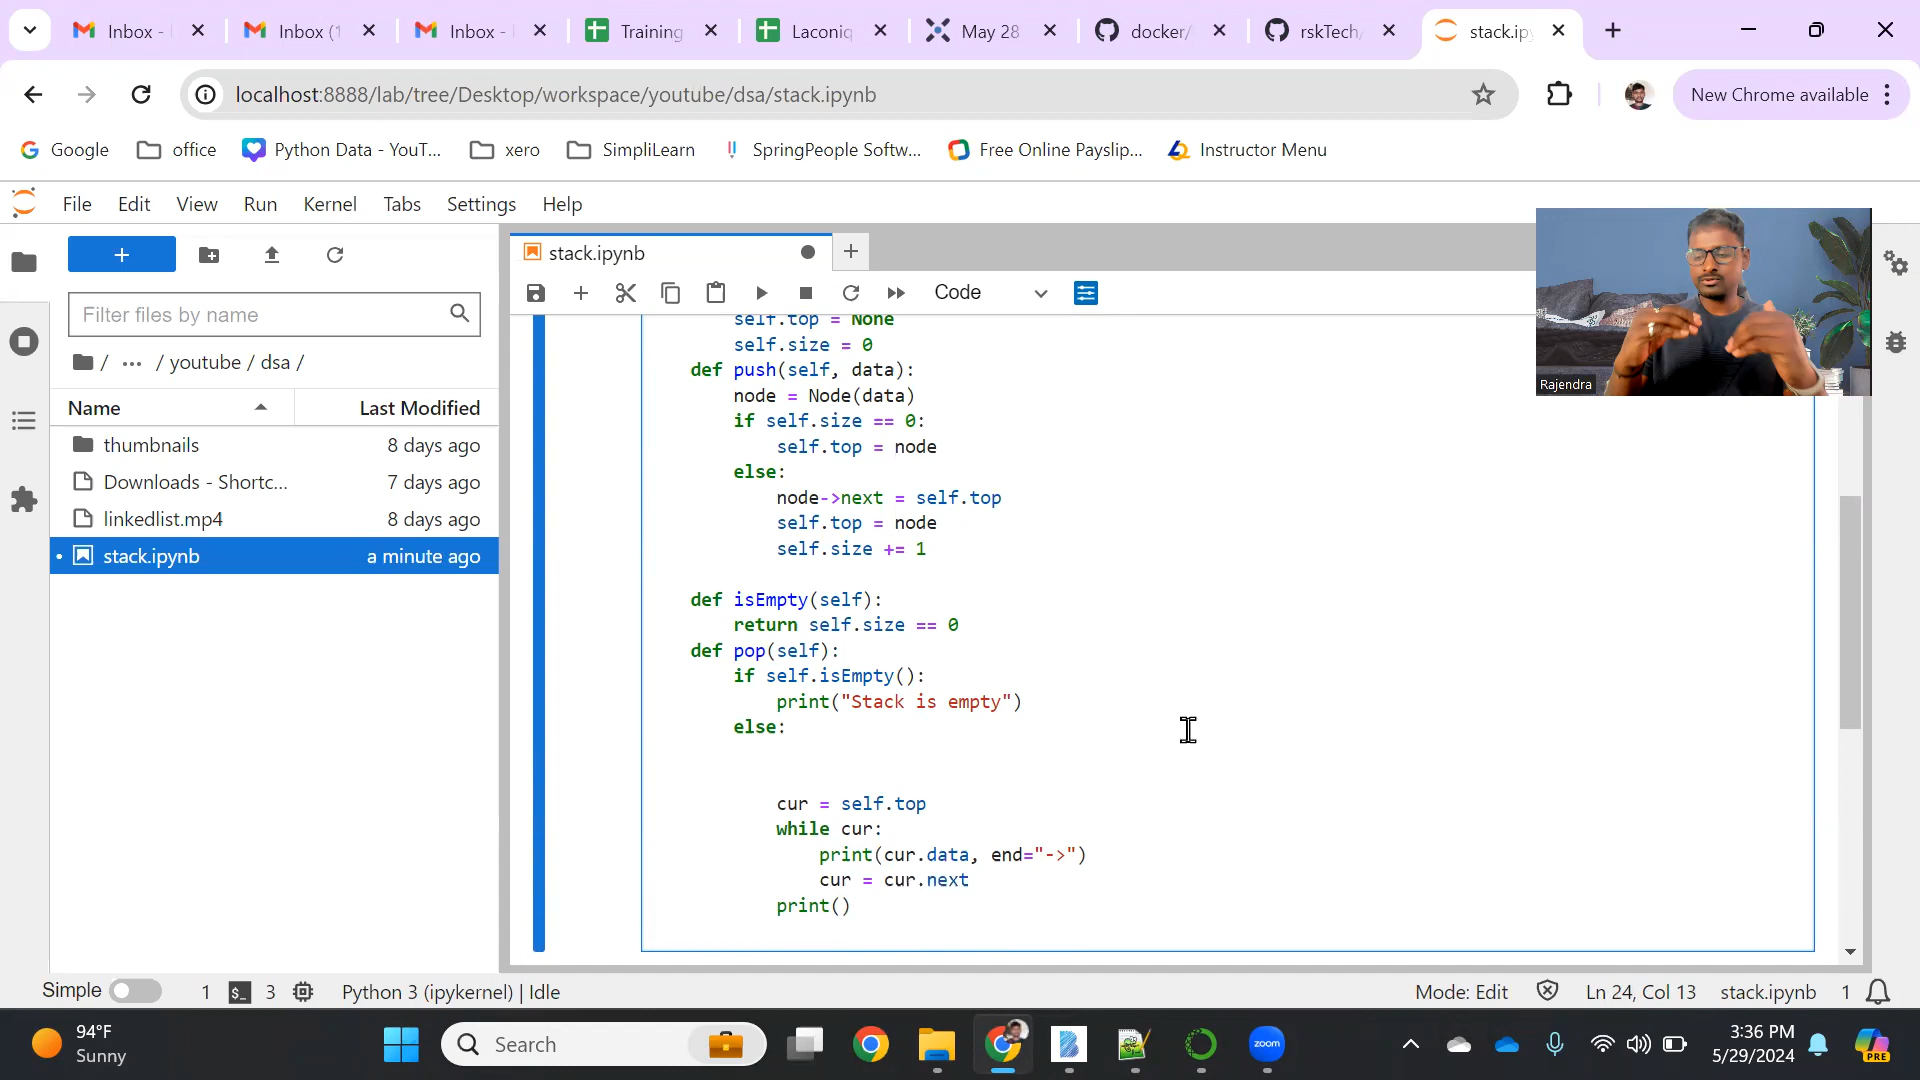 Inbox -
Inbox (1
Inbox -
Training
Laconiq
May 28
docker/
rskTech/
stack.ipy
localhost:8888/lab/tree/Desktop/workspace/youtube/dsa/stack.ipynb
New Chrome available
Google
office
Python Data - YouT...
xero
SimpliLearn
SpringPeople Softw...
Free Online Payslip...
Instructor Menu
File Edit View Run Kernel Tabs Settings Help
stack.ipynb
Code
Filter files by name
/ ... / youtube / dsa /
Name Last Modified
thumbnails 8 days ago
Downloads - Shortc... 7 days ago
linkedlist.mp4 8 days ago
stack.ipynb a minute ago
self.top = None
self.size = 0
def push(self, data):
node = Node(data)
if self.size == 0:
self.top = node
else:
node->next = self.top
self.top = node
self.size += 1
def isEmpty(self):
return self.size == 0
def pop(self):
if self.isEmpty():
print("Stack is empty")
else:
cur = self.top
while cur:
print(cur.data, end="->")
cur = cur.next
print()
Rajendra
Simple 1 $_ 3 Python 3 (ipykernel) | Idle
Mode: Edit Ln 24, Col 13 stack.ipynb 1
94°F
Sunny
Search
zoom
3:36 PM
5/29/2024
PRE